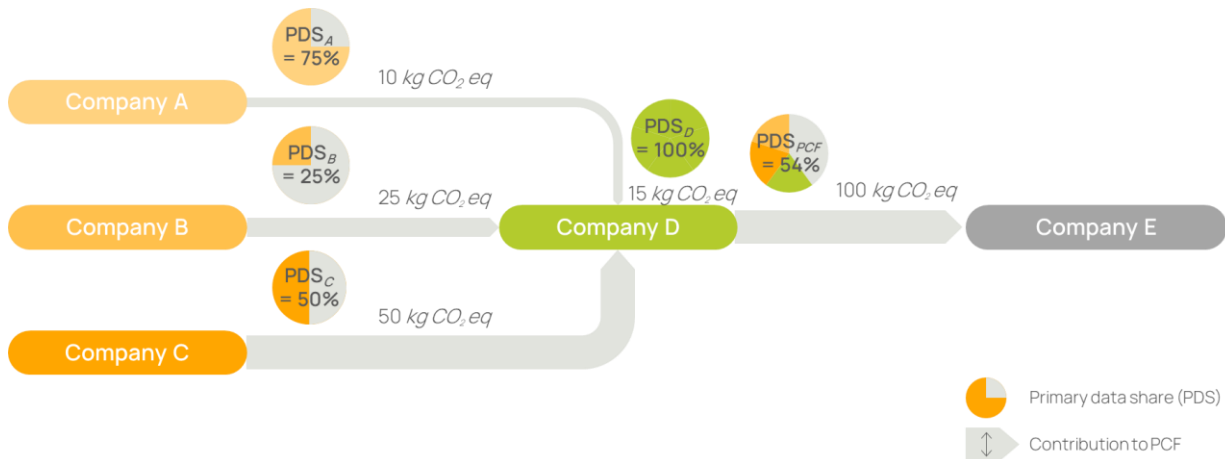 PDS_A
= 75%
10 kg CO₂ eq
Company A
PDS_D
= 100%
PDS_PCF
= 54%
PDS_B
= 25%
25 kg CO₂ eq
15 kg CO₂ eq
100 kg CO₂ eq
Company B
Company D
Company E
PDS_C
= 50%
50 kg CO₂ eq
Company C
Primary data share (PDS)
Contribution to PCF